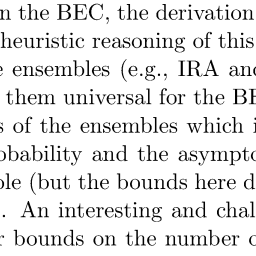 n the BEC, the derivation
heuristic reasoning of this
ensembles (e.g., IRA and
them universal for the BE
s of the ensembles which i
obability and the asympto
ole (but the bounds here d
. An interesting and chal
r bounds on the number o